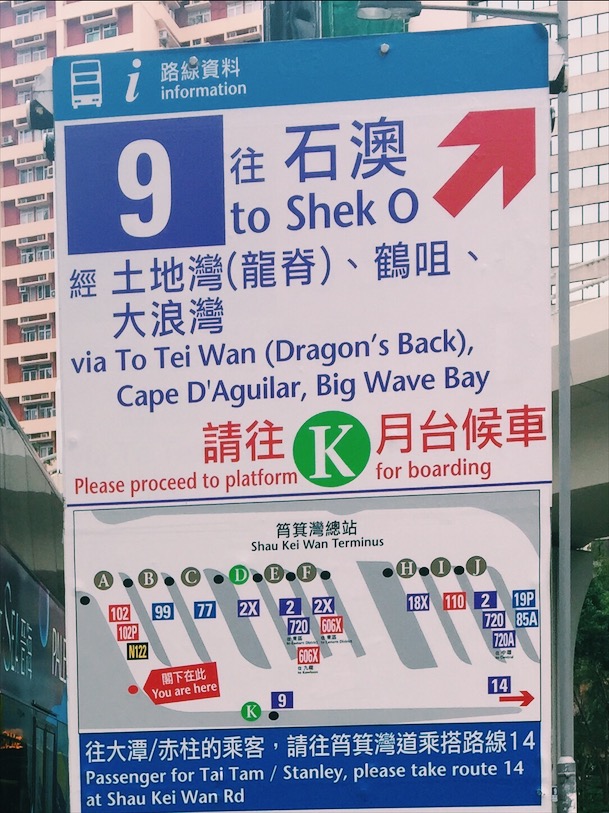 路線資料
information
9
往 石澳
to Shek O
經 土地灣(龍脊)、鶴咀、
大浪灣
via To Tei Wan (Dragon's Back),
Cape D'Aguilar, Big Wave Bay
請往 K 月台候車
Please proceed to platform for boarding
筲箕灣總站
Shau Kei Wan Terminus
A B C D E F H I J
102 99 77 2X 2 2X 18X 110 2 19P
102P 720 606X 720 85A
N122 606X 720A
閣下在此
You are here
K 9 14
往大潭/赤柱的乘客，請往筲箕灣道乘搭路線14
Passenger for Tai Tam / Stanley, please take route 14
at Shau Kei Wan Rd